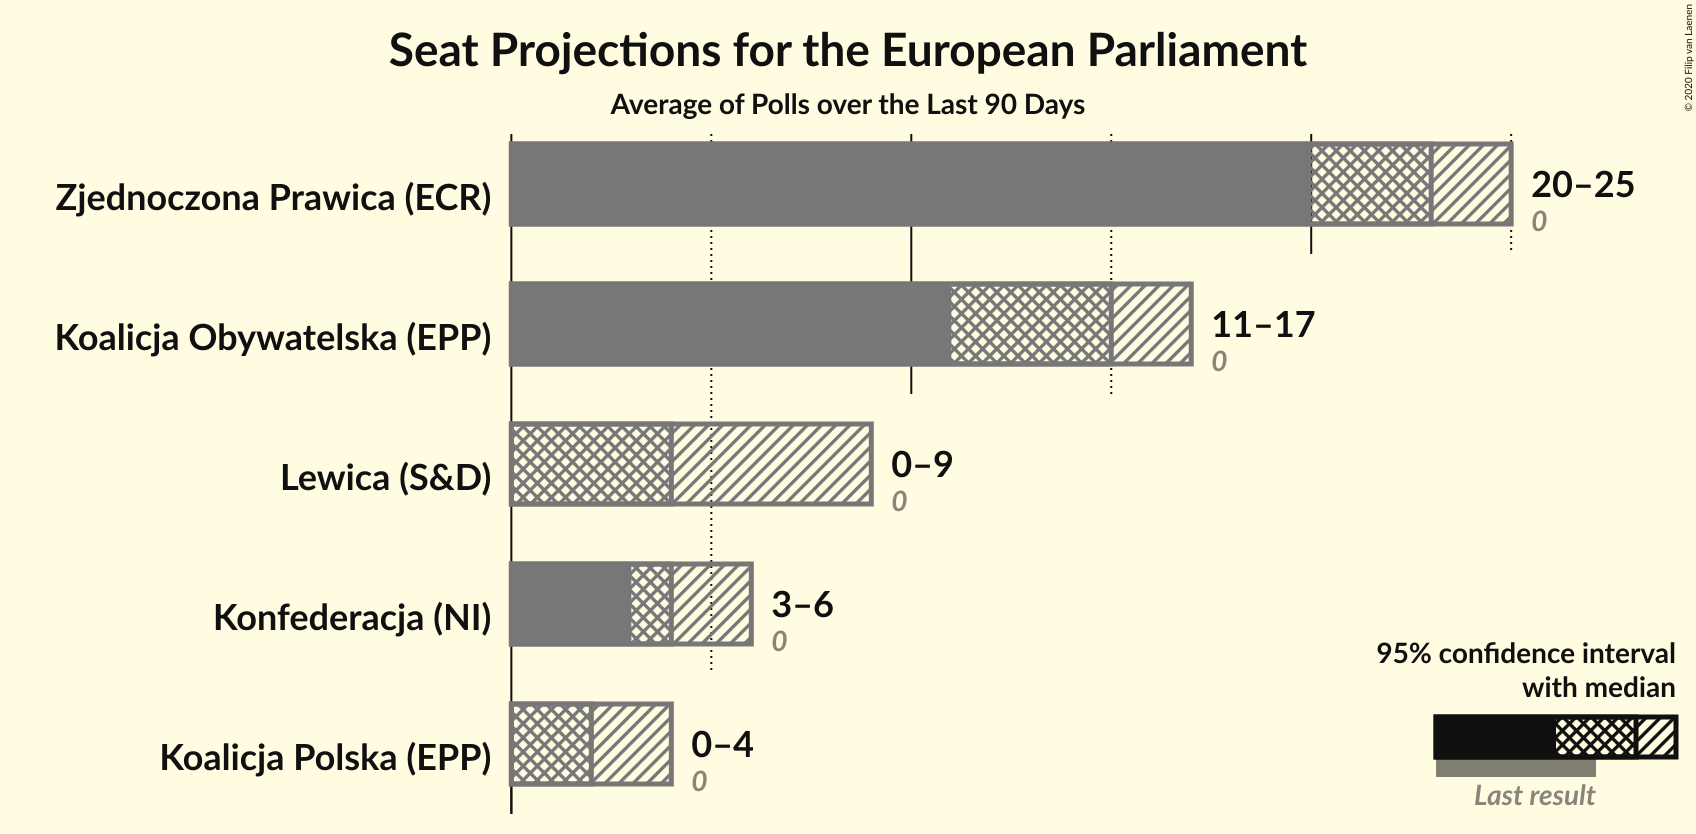 Seat Projections for the European Parliament
Average of Polls over the Last 90 Days
Zjednoczona Prawica (ECR)
20–25
0
Koalicja Obywatelska (EPP)
11–17
0
Lewica (S&D)
0–9
0
Konfederacja (NI)
3–6
0
Koalicja Polska (EPP)
0–4
0
95% confidence interval
with median
Last result
© 2020 Filip van Laenen